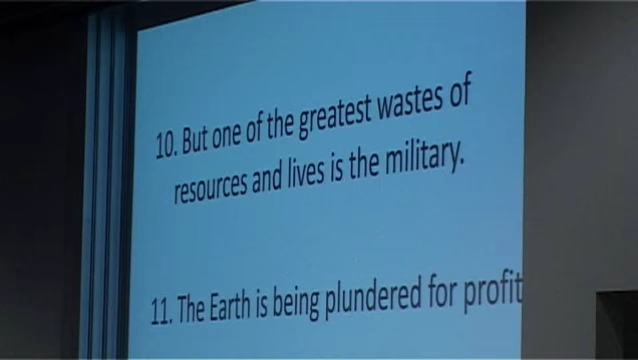 10. But one of the greatest wastes of
resources and lives is the military.
11. The Earth is being plundered for profit